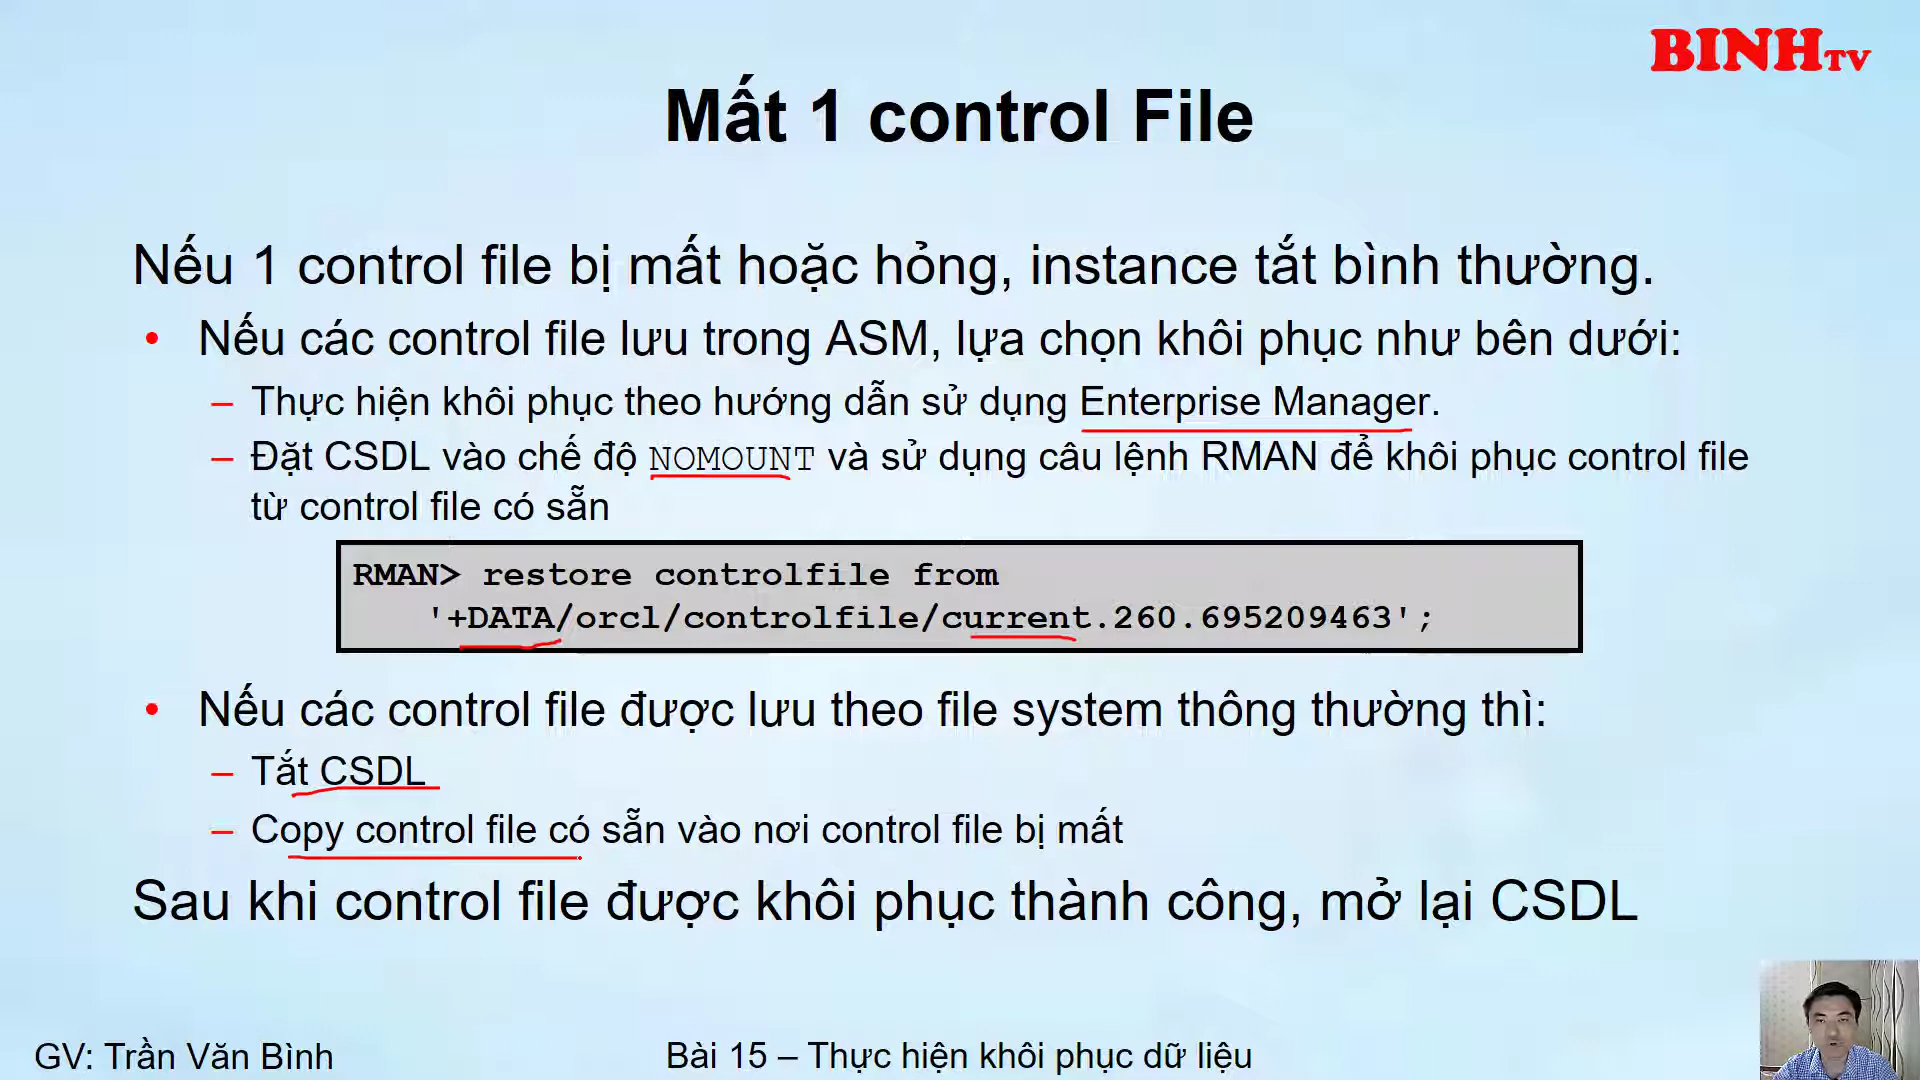 BINH TV
Mất 1 control File
Nếu 1 control file bị mất hoặc hỏng, instance tắt bình thường.
• Nếu các control file lưu trong ASM, lựa chọn khôi phục như bên dưới:
– Thực hiện khôi phục theo hướng dẫn sử dụng Enterprise Manager.
– Đặt CSDL vào chế độ NOMOUNT và sử dụng câu lệnh RMAN để khôi phục control file
từ control file có sẵn
RMAN> restore controlfile from
'+DATA/orcl/controlfile/current.260.695209463';
• Nếu các control file được lưu theo file system thông thường thì:
– Tắt CSDL
– Copy control file có sẵn vào nơi control file bị mất
Sau khi control file được khôi phục thành công, mở lại CSDL
GV: Trần Văn Bình
Bài 15 – Thực hiện khôi phục dữ liệu